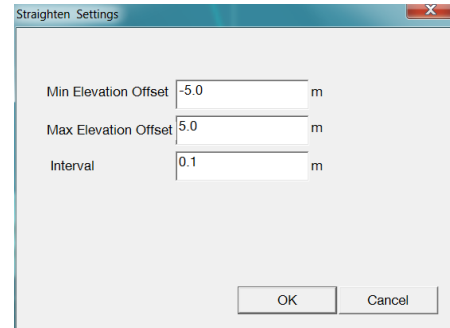 Straighten Settings
Min Elevation Offset -5.0 m
Max Elevation Offset 5.0 m
Interval 0.1 m
OK Cancel